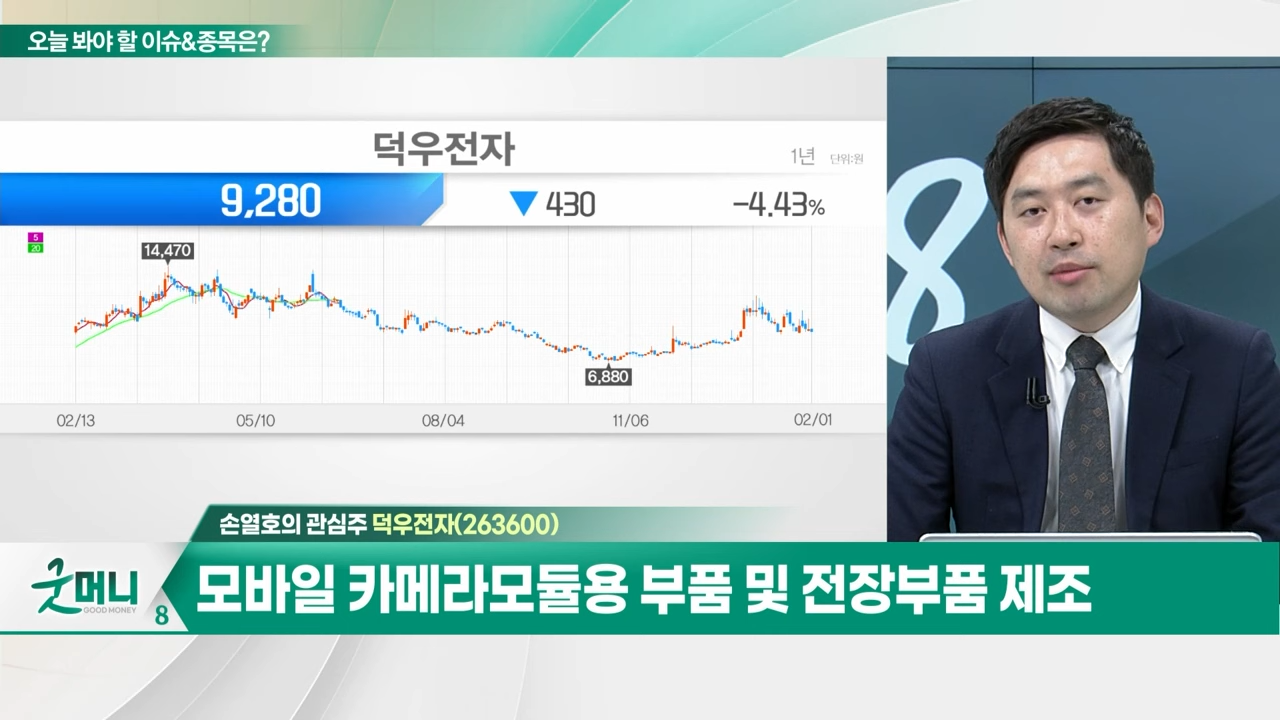 오늘 봐야 할 이슈&종목은?
덕우전자
1년 단위:원
9,280 ▼ 430 -4.43%
5
20
14,470
6,880
02/13 05/10 08/04 11/06 02/01
8
손열호의 관심주 덕우전자(263600)
굿머니
GOOD MONEY
8
모바일 카메라모듈용 부품 및 전장부품 제조